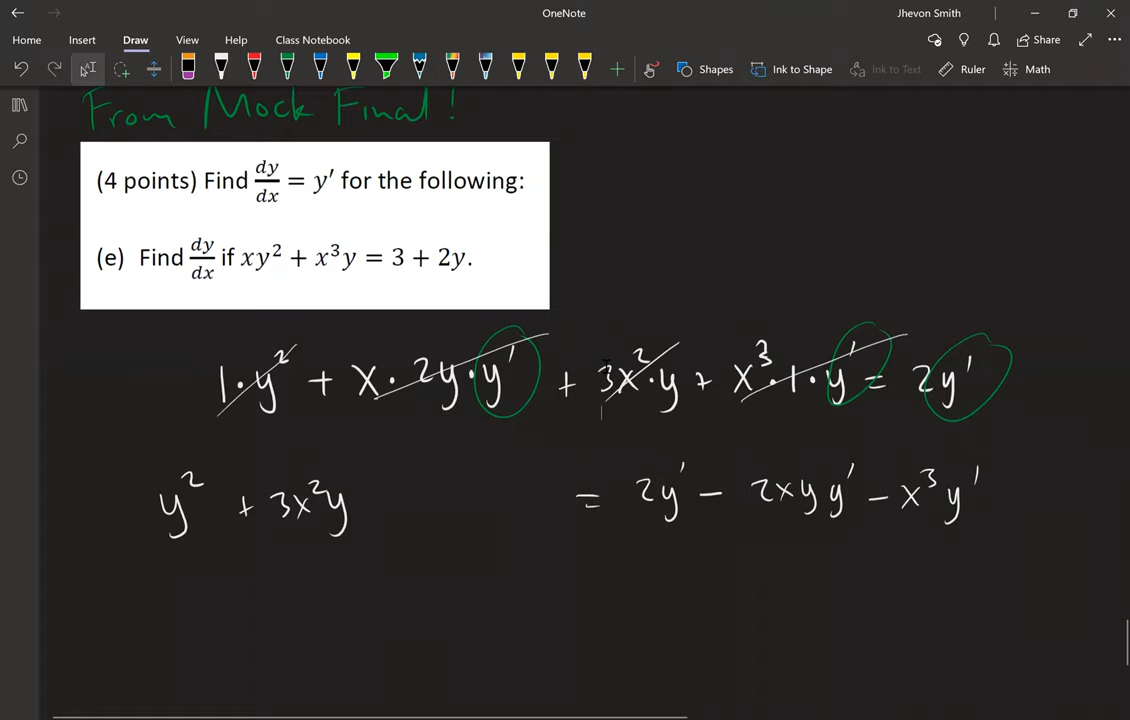 OneNote
Jhevon Smith
Home Insert Draw View Help Class Notebook
Share
Shapes Ink to Shape Ink to Text Ruler Math
From Mock Final!
(4 points) Find dy/dx = y′ for the following:
(e) Find dy/dx if xy² + x³y = 3 + 2y.
1·y² + x·2y·y′ + 3x²·y + x³·1·y′ = 2y′
y² + 3x²y = 2y′ − 2xyy′ − x³y′